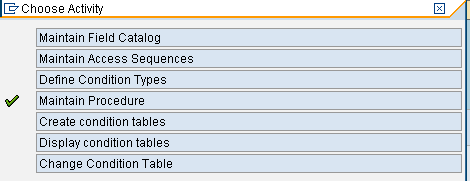 Choose Activity
Maintain Field Catalog
Maintain Access Sequences
Define Condition Types
Maintain Procedure
Create condition tables
Display condition tables
Change Condition Table